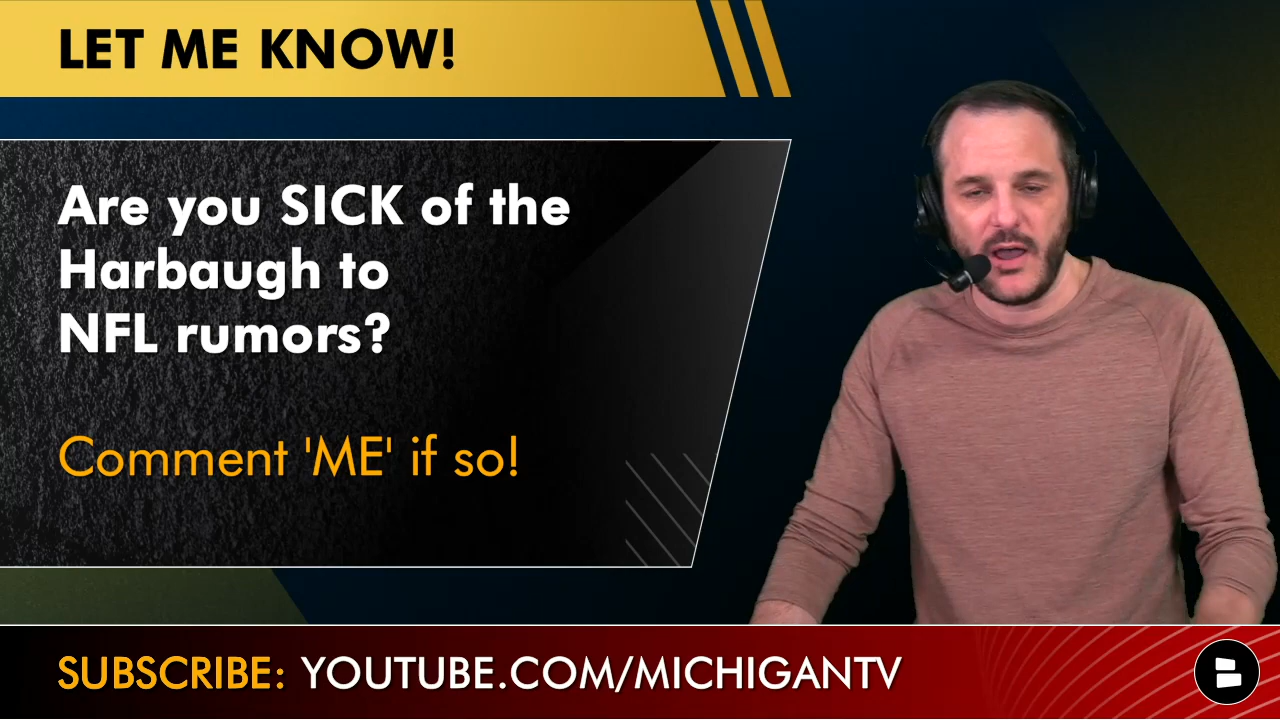 LET ME KNOW!
Are you SICK of the
Harbaugh to
NFL rumors?
Comment 'ME' if so!
SUBSCRIBE: YOUTUBE.COM/MICHIGANTV